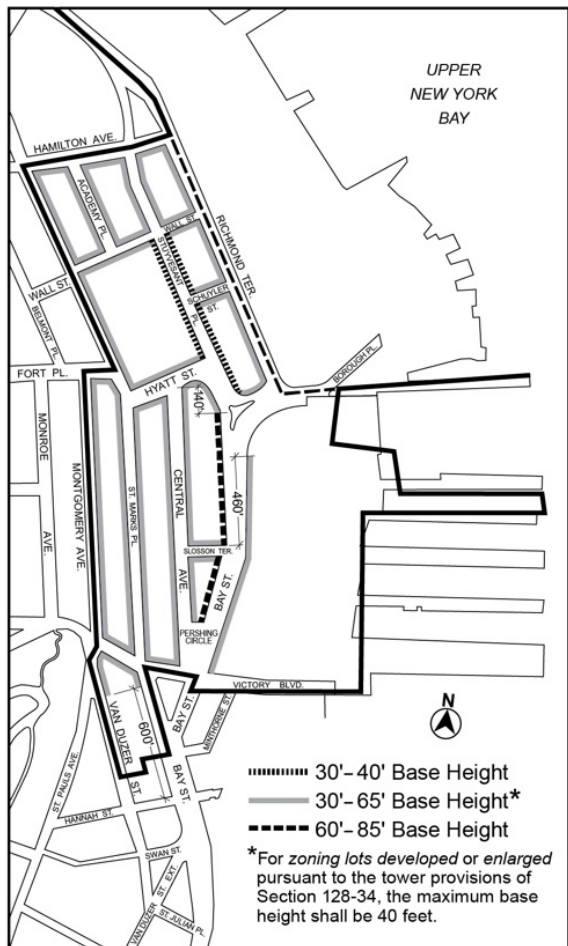 UPPER
NEW YORK
BAY
HAMILTON AVE.
ACADEMY PL.
WALL ST.
STUYVESANT
PL.
RICHMOND TER.
SCHUYLER
ST.
WALL ST.
BELMONT PL.
FORT PL.
HYATT ST.
BOROUGH PL.
140'
MONROE
AVE.
MONTGOMERY AVE.
ST. MARKS PL.
CENTRAL
AVE.
460'
SLOSSON TER.
BAY ST.
PERSHING
CIRCLE
VICTORY BLVD.
N
VAN DUZER
ST.
600'
BAY ST.
MINTHORNE ST.
BAY ST.
ST. PAULS AVE.
HANNAH ST.
SWAN ST.
VAN DUZER ST. EXT.
ST JULIAN PL.
30'–40' Base Height
30'–65' Base Height*
60'–85' Base Height
*For zoning lots developed or enlarged
pursuant to the tower provisions of
Section 128-34, the maximum base
height shall be 40 feet.